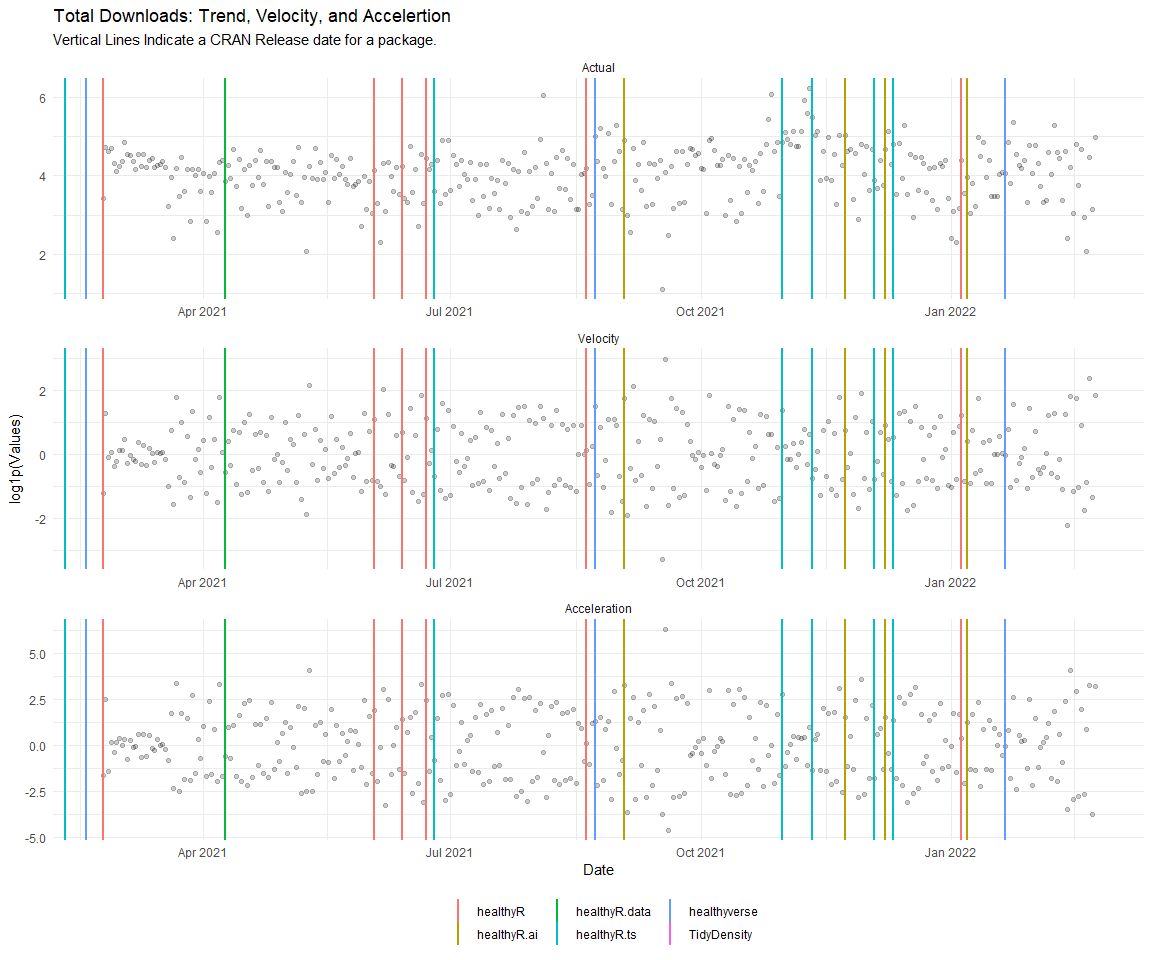 Total Downloads: Trend, Velocity, and Accelertion
Vertical Lines Indicate a CRAN Release date for a package.
Actual
6
4
2
Apr 2021
Jul 2021
Oct 2021
Jan 2022
Velocity
2
0
-2
Apr 2021
Jul 2021
Oct 2021
Jan 2022
log1p(Values)
Acceleration
5.0
2.5
0.0
-2.5
-5.0
Apr 2021
Jul 2021
Oct 2021
Jan 2022
Date
healthyR
healthyR.data
healthyverse
healthyR.ai
healthyR.ts
TidyDensity